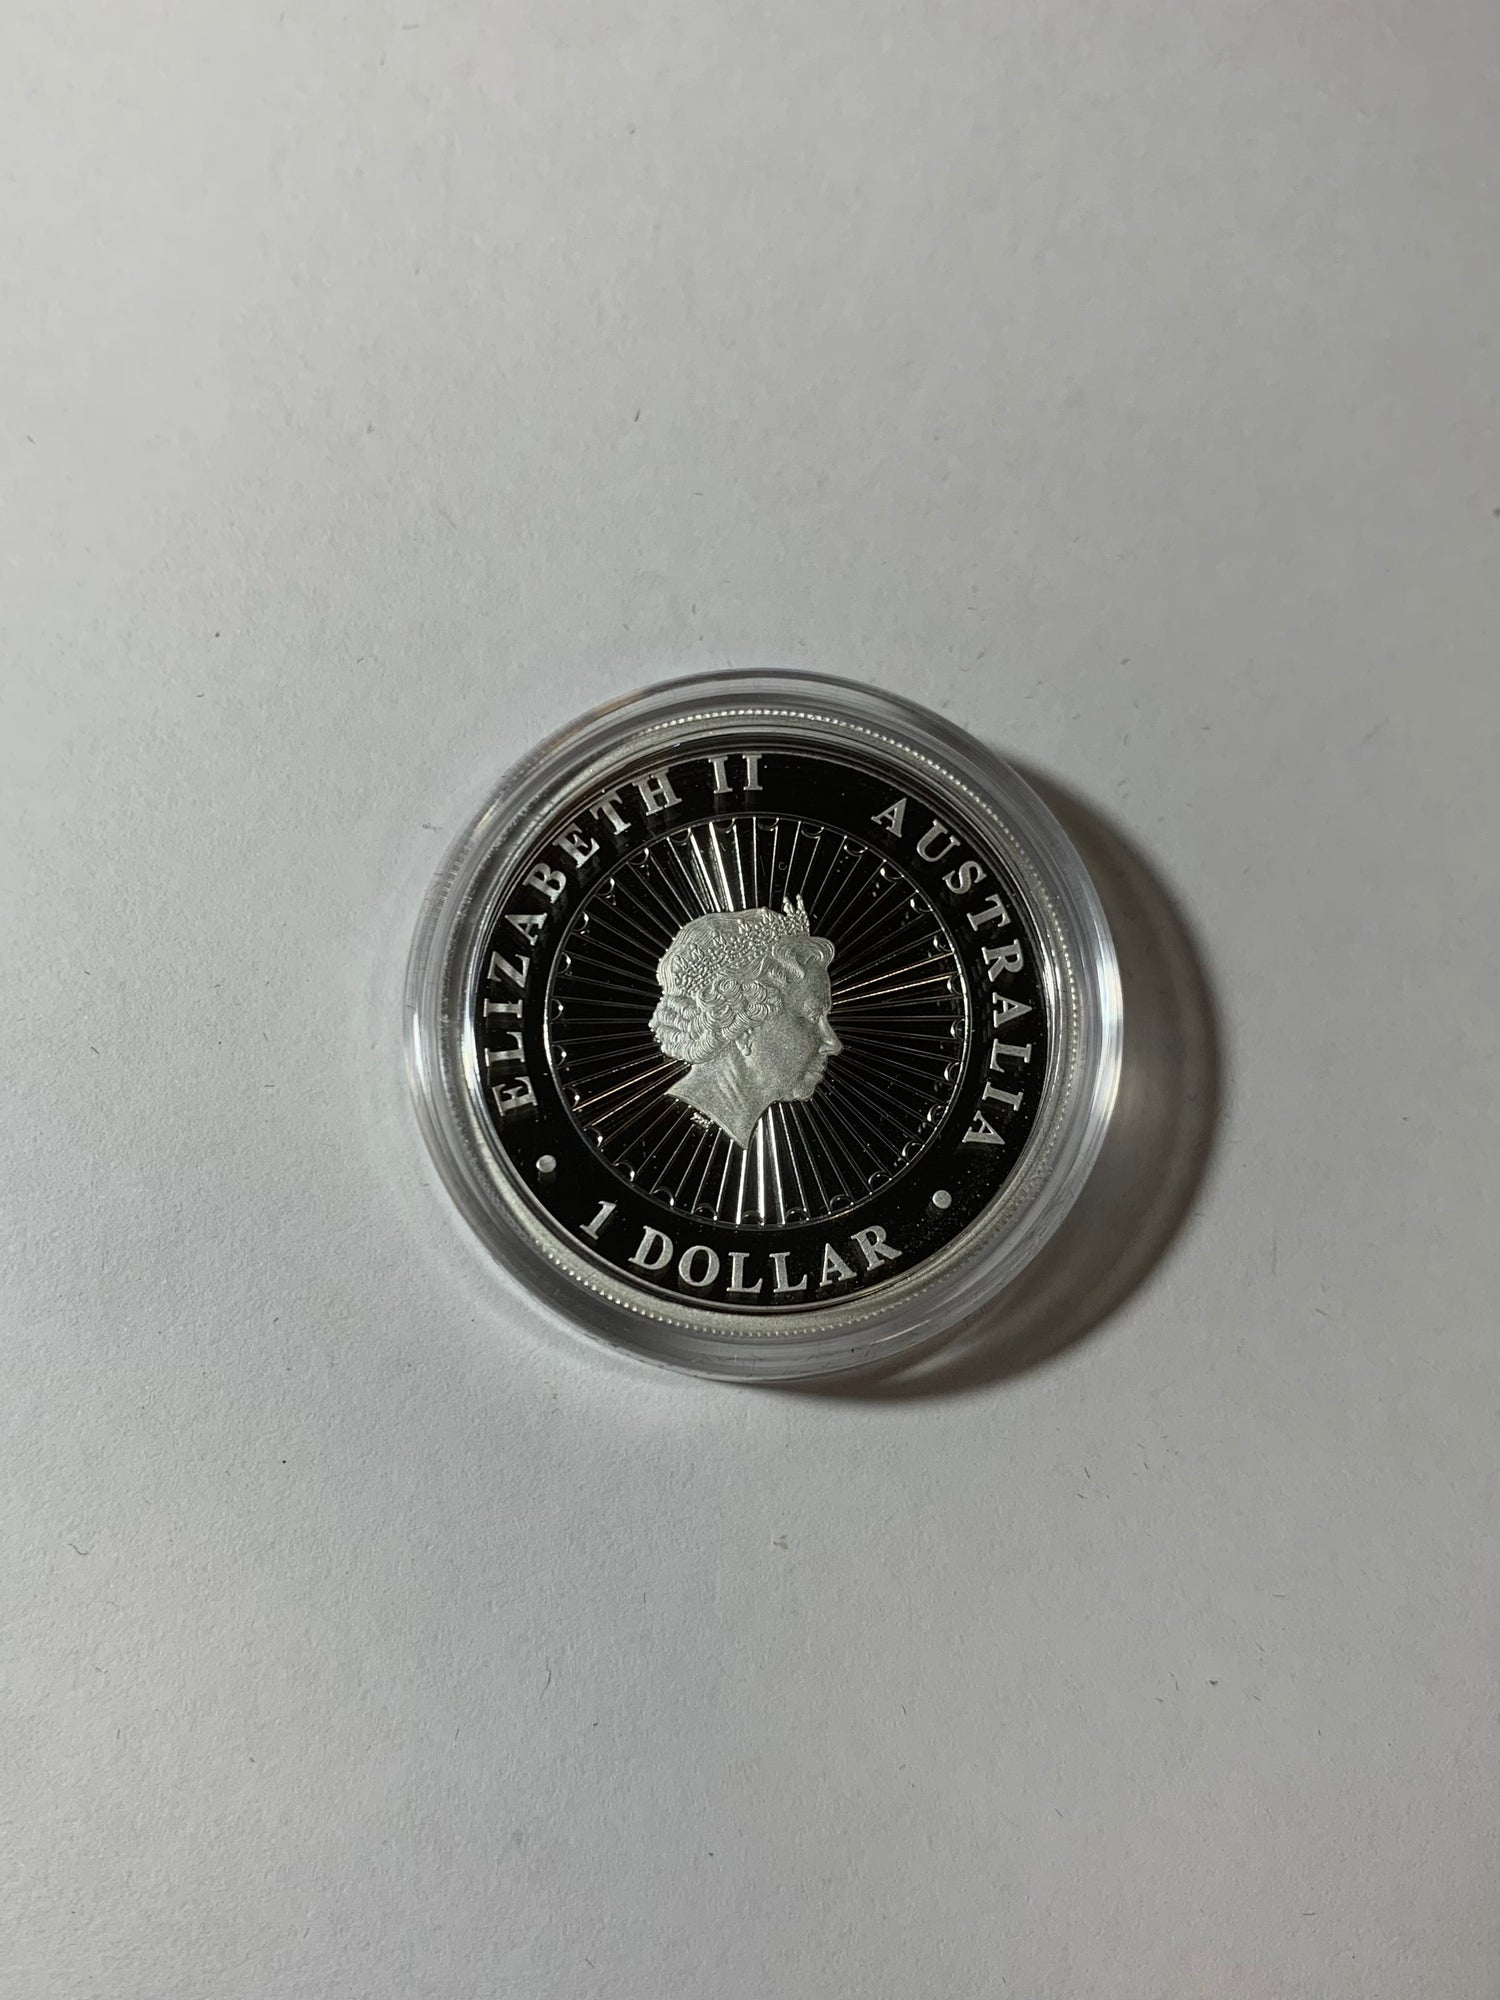 ELIZABETH II AUSTRALIA
• 1 DOLLAR •